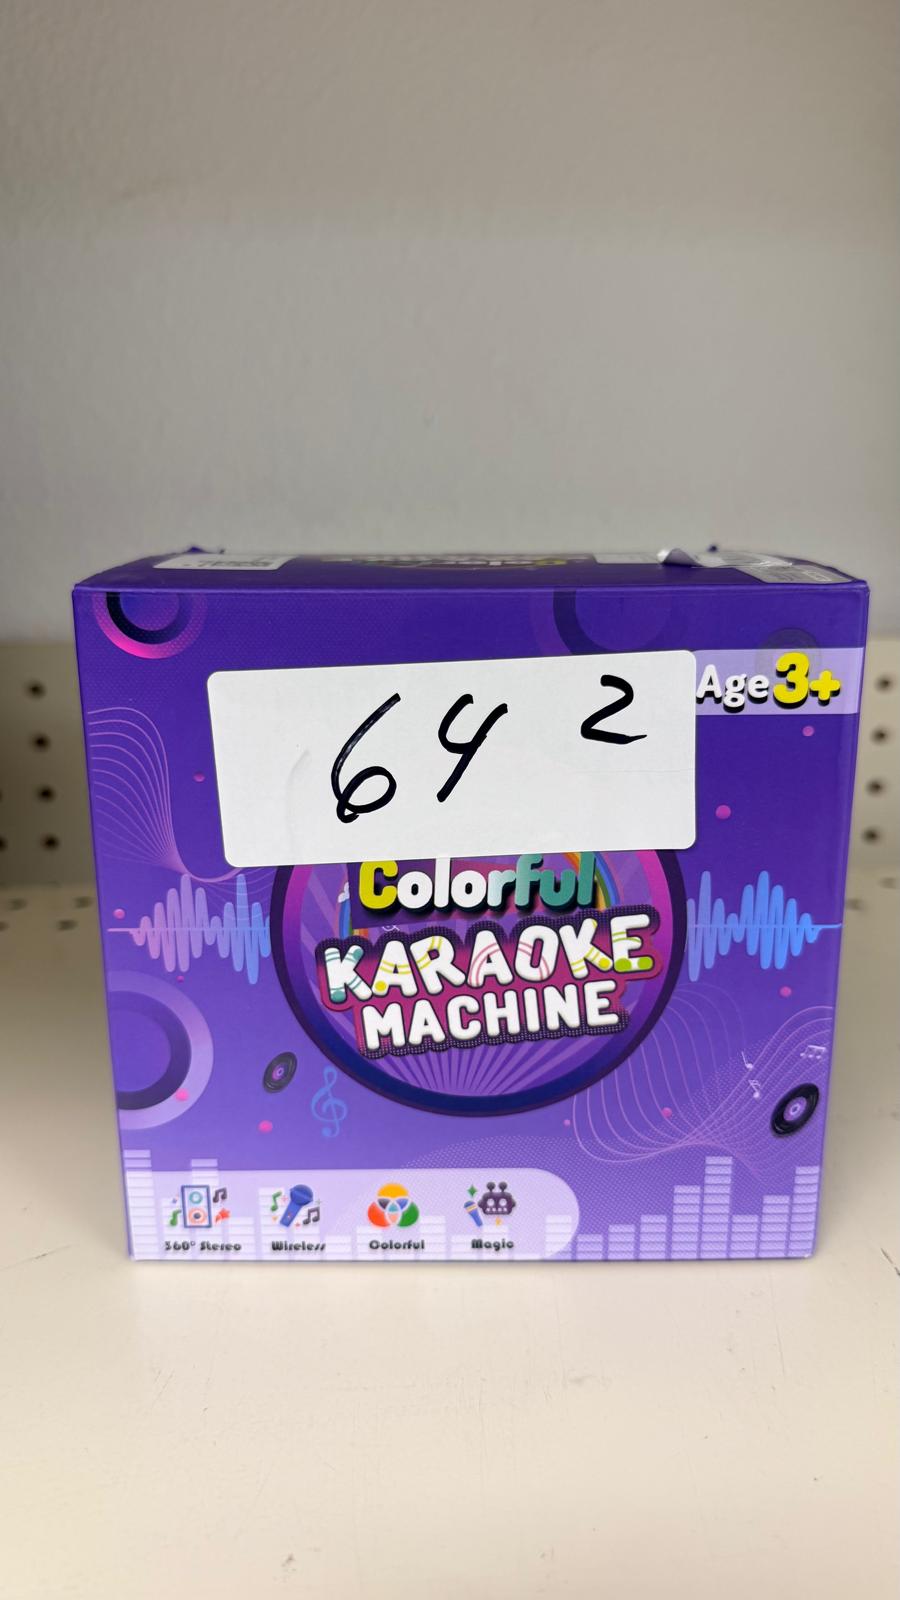 64 2
Age 3+
Colorful
KARAOKE
MACHINE
360° Stereo
Wireless
Colorful
Magic